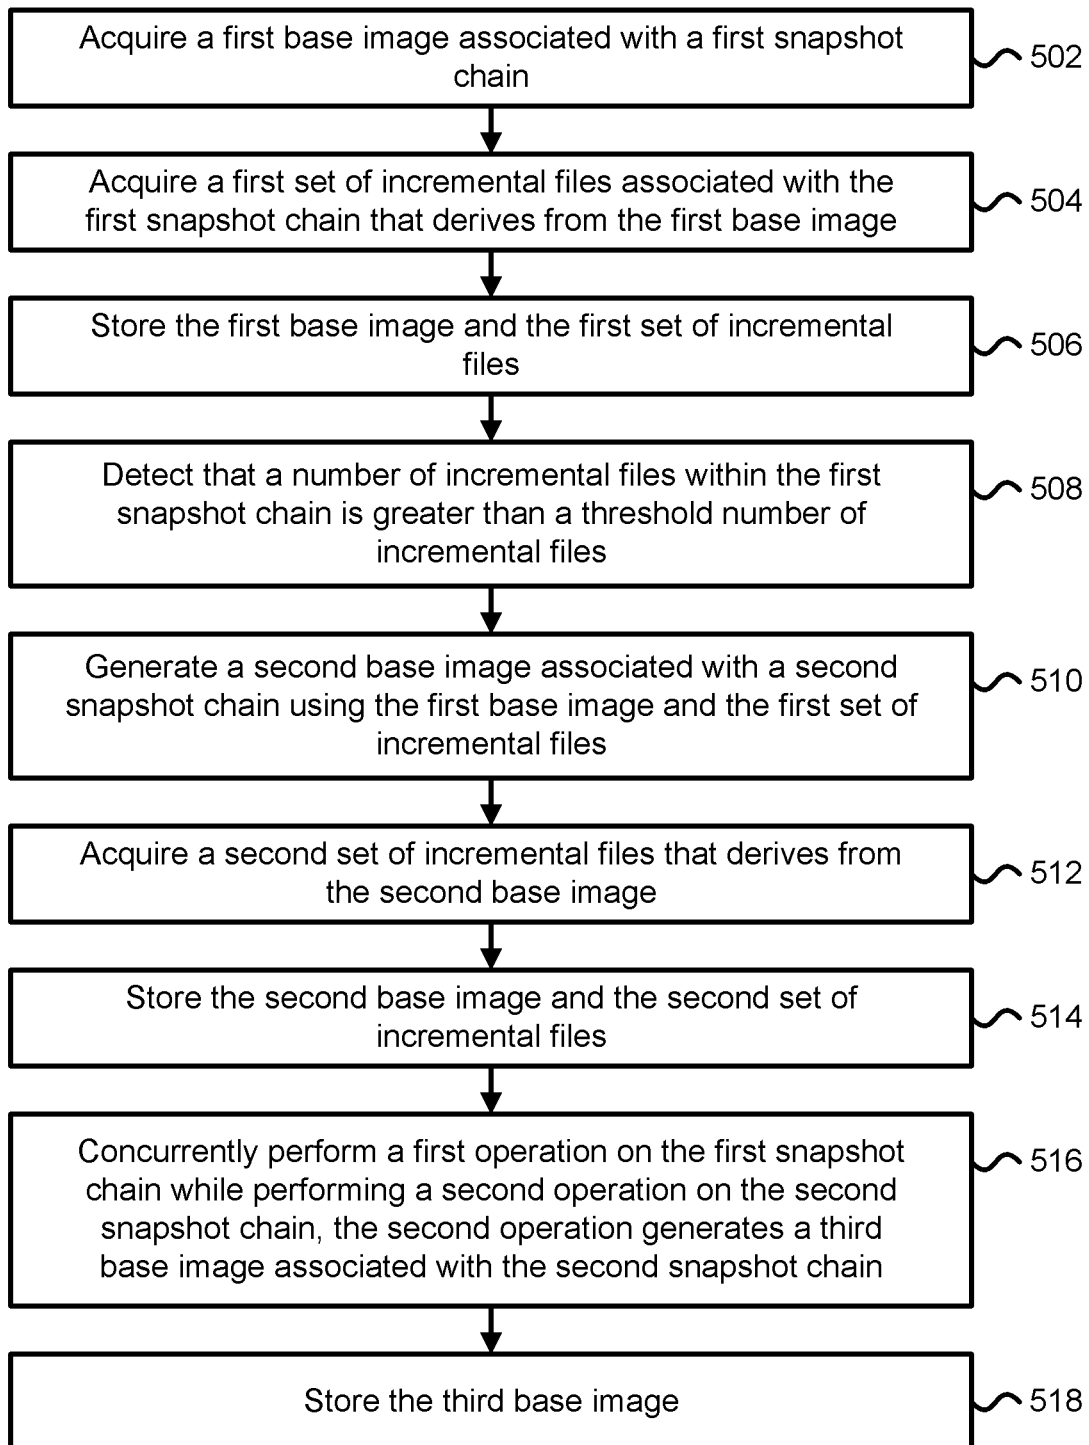 Acquire a first base image associated with a first snapshot
chain
502
Acquire a first set of incremental files associated with the
first snapshot chain that derives from the first base image
504
Store the first base image and the first set of incremental
files
506
Detect that a number of incremental files within the first
snapshot chain is greater than a threshold number of
incremental files
508
Generate a second base image associated with a second
snapshot chain using the first base image and the first set of
incremental files
510
Acquire a second set of incremental files that derives from
the second base image
512
Store the second base image and the second set of
incremental files
514
Concurrently perform a first operation on the first snapshot
chain while performing a second operation on the second
snapshot chain, the second operation generates a third
base image associated with the second snapshot chain
516
Store the third base image
518